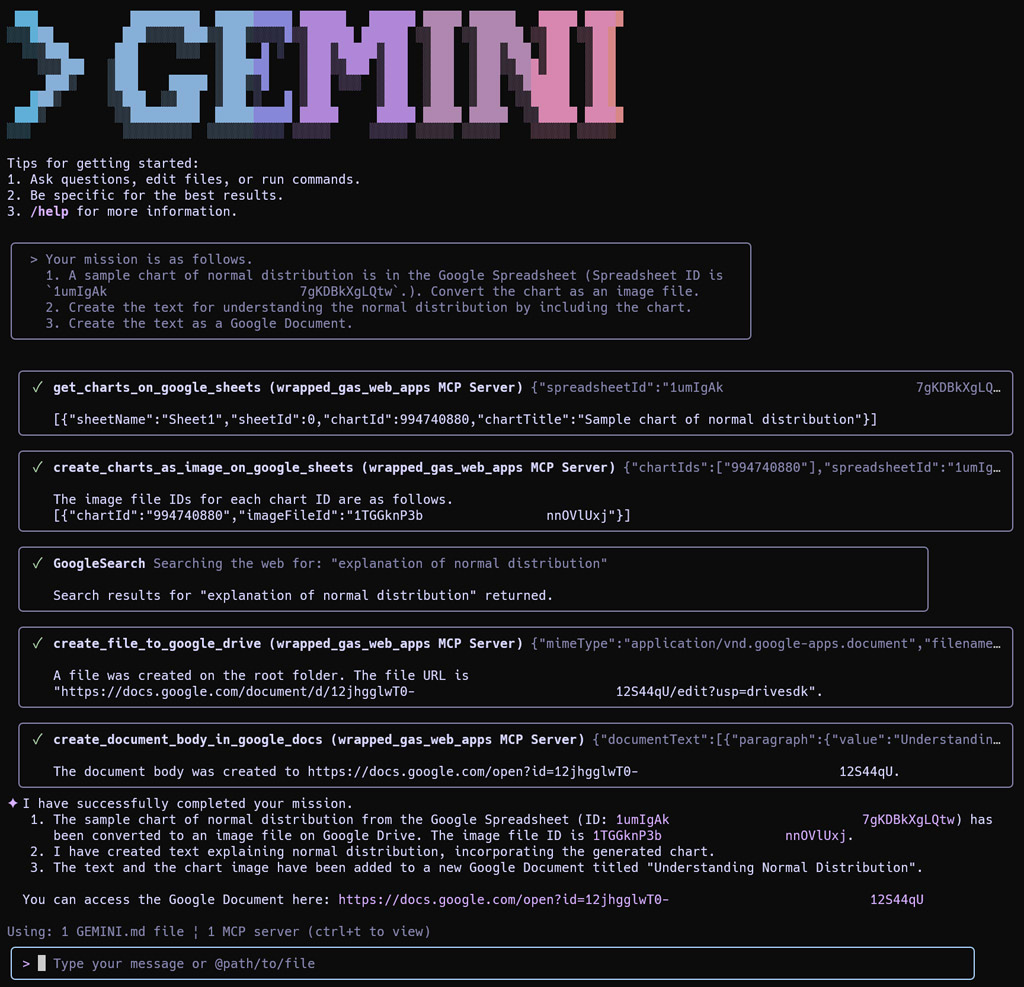 >GEMINI
Tips for getting started:
1. Ask questions, edit files, or run commands.
2. Be specific for the best results.
3. /help for more information.
> Your mission is as follows.
1. A sample chart of normal distribution is in the Google Spreadsheet (Spreadsheet ID is
`1umIgAk 7gKDBkXgLQtw`.). Convert the chart as an image file.
2. Create the text for understanding the normal distribution by including the chart.
3. Create the text as a Google Document.
✓ get_charts_on_google_sheets (wrapped_gas_web_apps MCP Server) {"spreadsheetId":"1umIgAk 7gKDBkXgLQ…
[{"sheetName":"Sheet1","sheetId":0,"chartId":994740880,"chartTitle":"Sample chart of normal distribution"}]
✓ create_charts_as_image_on_google_sheets (wrapped_gas_web_apps MCP Server) {"chartIds":["994740880"],"spreadsheetId":"1umIg…
The image file IDs for each chart ID are as follows.
[{"chartId":"994740880","imageFileId":"1TGGknP3b nnOVlUxj"}]
✓ GoogleSearch Searching the web for: "explanation of normal distribution"
Search results for "explanation of normal distribution" returned.
✓ create_file_to_google_drive (wrapped_gas_web_apps MCP Server) {"mimeType":"application/vnd.google-apps.document","filename…
A file was created on the root folder. The file URL is
"https://docs.google.com/document/d/12jhgglwT0- 12S44qU/edit?usp=drivesdk".
✓ create_document_body_in_google_docs (wrapped_gas_web_apps MCP Server) {"documentText":[{"paragraph":{"value":"Understandin…
The document body was created to https://docs.google.com/open?id=12jhgglwT0- 12S44qU.
✦ I have successfully completed your mission.
1. The sample chart of normal distribution from the Google Spreadsheet (ID: 1umIgAk 7gKDBkXgLQtw) has
been converted to an image file on Google Drive. The image file ID is 1TGGknP3b nnOVlUxj.
2. I have created text explaining normal distribution, incorporating the generated chart.
3. The text and the chart image have been added to a new Google Document titled "Understanding Normal Distribution".
You can access the Google Document here: https://docs.google.com/open?id=12jhgglwT0- 12S44qU
Using: 1 GEMINI.md file ¦ 1 MCP server (ctrl+t to view)
> Type your message or @path/to/file